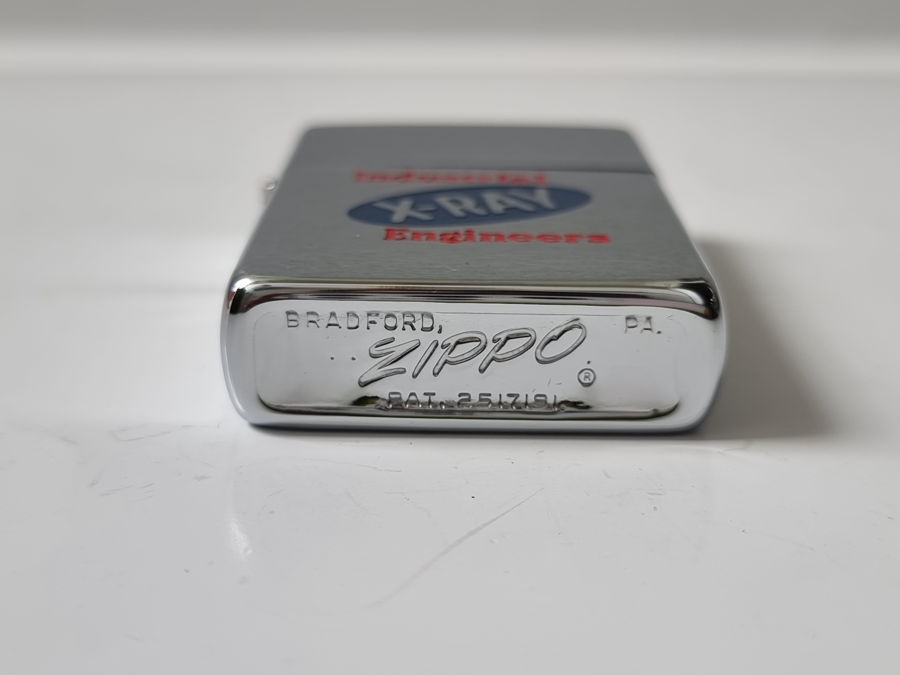 Industrial
X-RAY
Engineers
BRADFORD, PA.
ZIPPO
®
PAT. 2517191